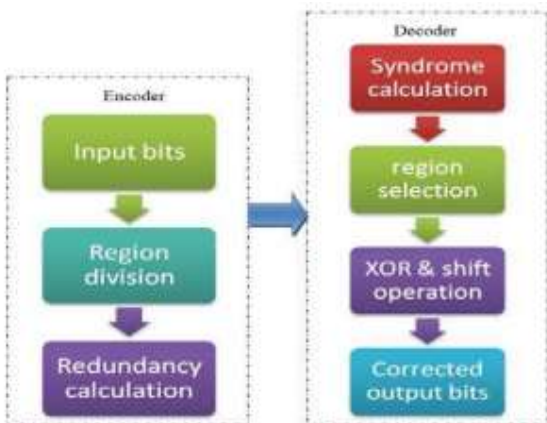 Encoder
Input bits
Region
division
Redundancy
calculation
Decoder
Syndrome
calculation
region
selection
XOR & shift
operation
Corrected
output bits